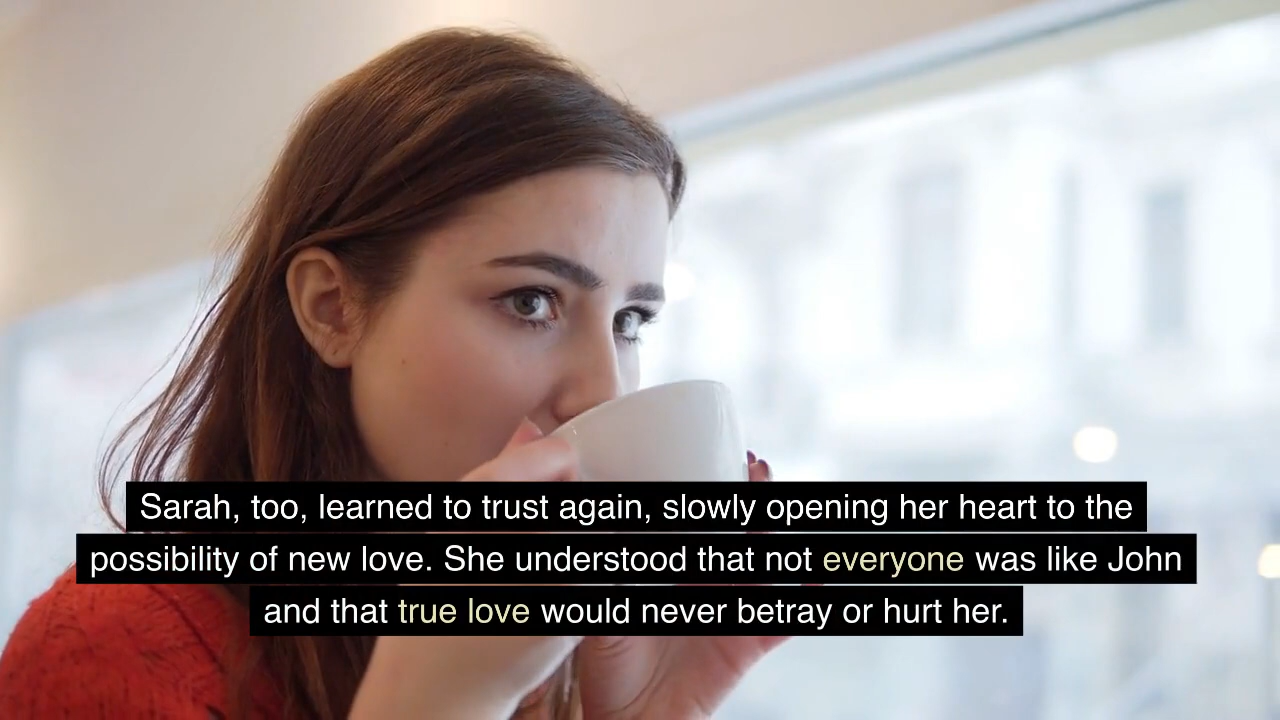 Sarah, too, learned to trust again, slowly opening her heart to the
possibility of new love. She understood that not everyone was like John
and that true love would never betray or hurt her.